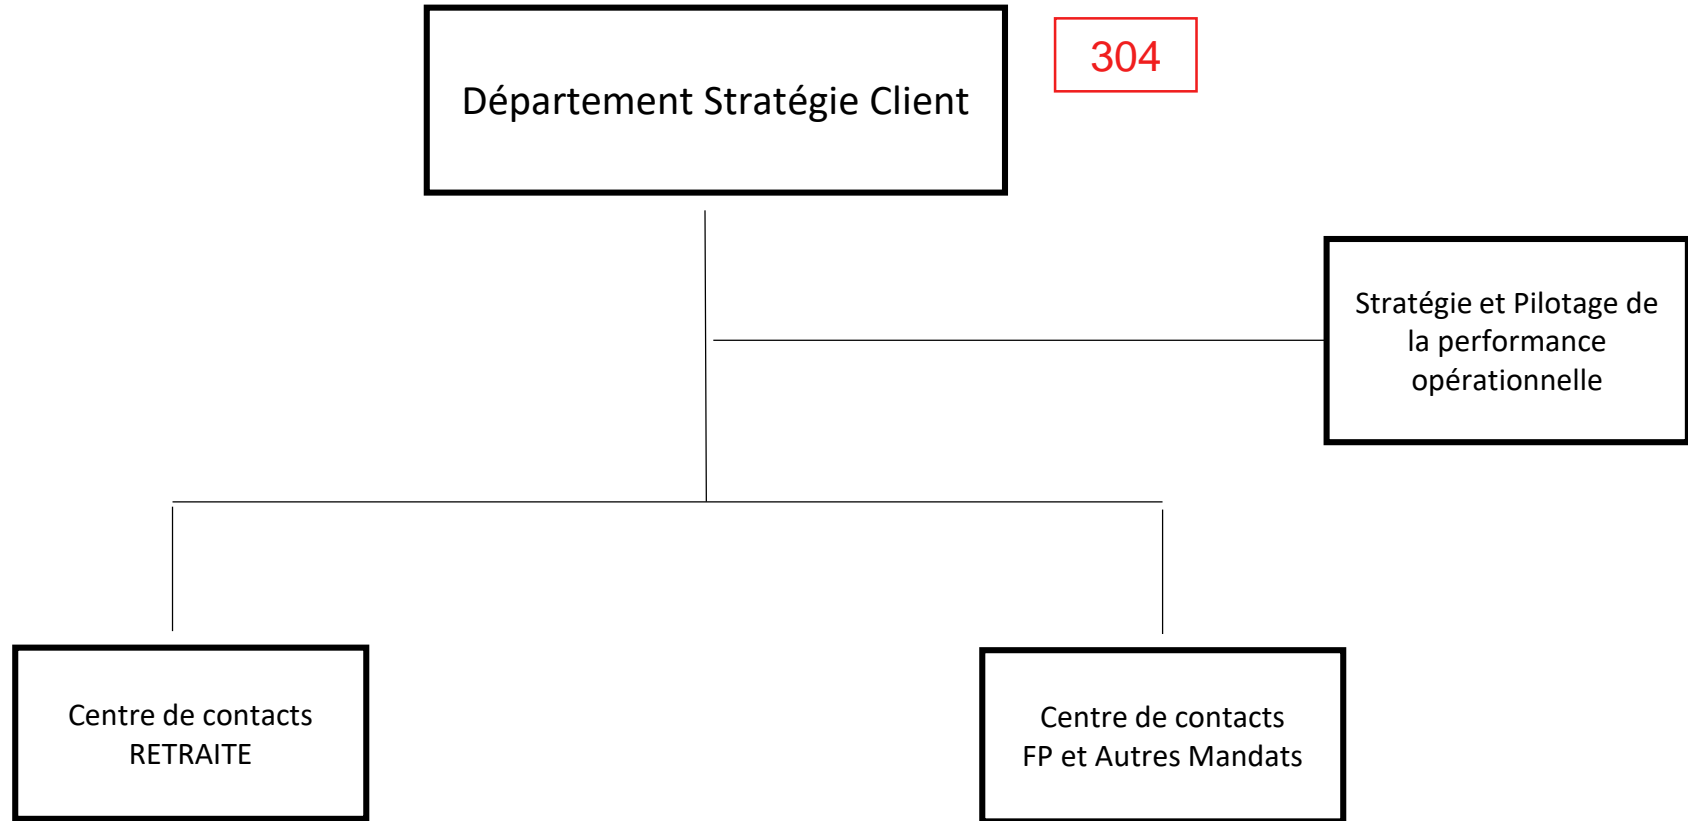 Département Stratégie Client
304
Stratégie et Pilotage de
la performance
opérationnelle
Centre de contacts
RETRAITE
Centre de contacts
FP et Autres Mandats